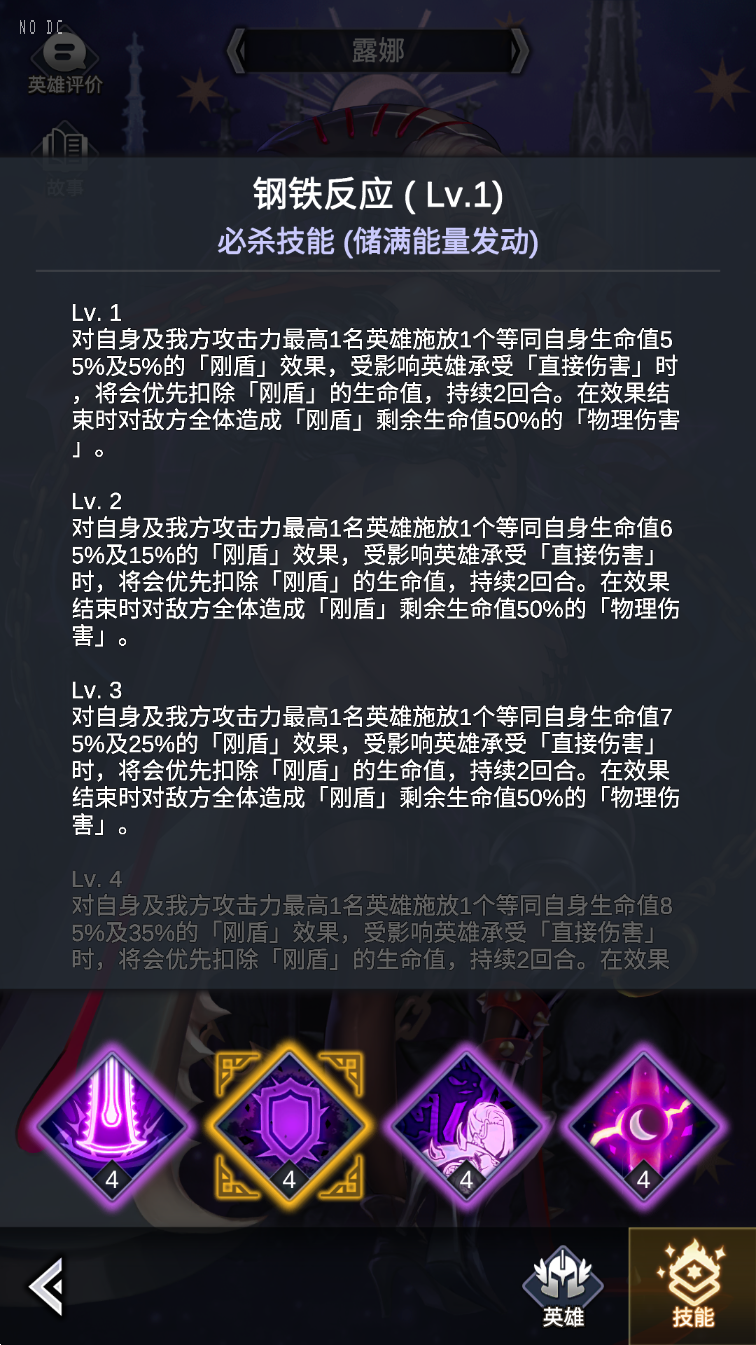 NO DC
英雄评价
露娜
故事
钢铁反应 ( Lv.1)
必杀技能 (储满能量发动)
Lv. 1
对自身及我方攻击力最高1名英雄施放1个等同自身生命值5
5%及5%的「刚盾」效果，受影响英雄承受「直接伤害」时
，将会优先扣除「刚盾」的生命值，持续2回合。在效果结
束时对敌方全体造成「刚盾」剩余生命值50%的「物理伤害
」。
Lv. 2
对自身及我方攻击力最高1名英雄施放1个等同自身生命值6
5%及15%的「刚盾」效果，受影响英雄承受「直接伤害」
时，将会优先扣除「刚盾」的生命值，持续2回合。在效果
结束时对敌方全体造成「刚盾」剩余生命值50%的「物理伤
害」。
Lv. 3
对自身及我方攻击力最高1名英雄施放1个等同自身生命值7
5%及25%的「刚盾」效果，受影响英雄承受「直接伤害」
时，将会优先扣除「刚盾」的生命值，持续2回合。在效果
结束时对敌方全体造成「刚盾」剩余生命值50%的「物理伤
害」。
Lv. 4
对自身及我方攻击力最高1名英雄施放1个等同自身生命值8
5%及35%的「刚盾」效果，受影响英雄承受「直接伤害」
时，将会优先扣除「刚盾」的生命值，持续2回合。在效果
4
4
4
4
英雄
技能